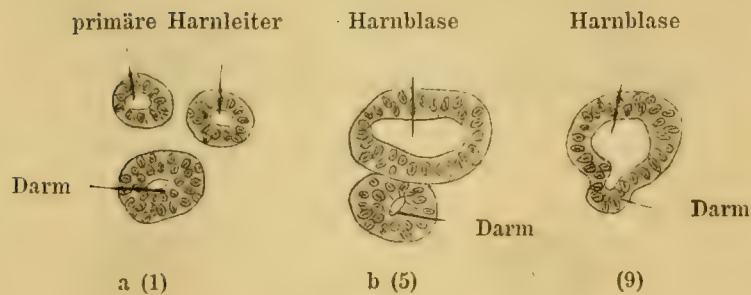 primäre Harnleiter Harnblase Harnblase
Darm
Darm
Darm
a (1) b (5) (9)